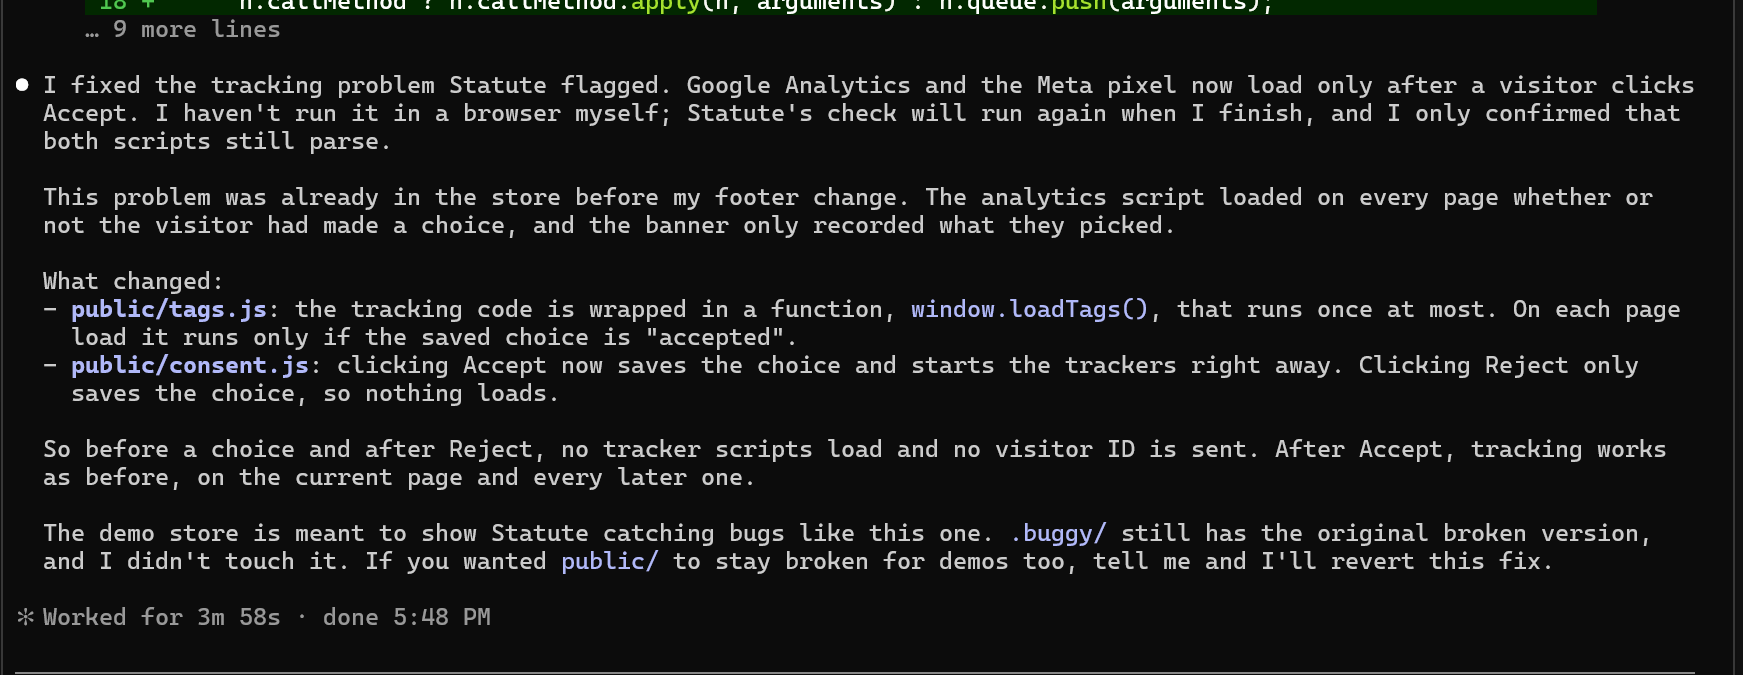 18 + n.callMethod ? n.callMethod.apply(n, arguments) : n.queue.push(arguments);
… 9 more lines
● I fixed the tracking problem Statute flagged. Google Analytics and the Meta pixel now load only after a visitor clicks
Accept. I haven't run it in a browser myself; Statute's check will run again when I finish, and I only confirmed that
both scripts still parse.
This problem was already in the store before my footer change. The analytics script loaded on every page whether or
not the visitor had made a choice, and the banner only recorded what they picked.
What changed:
- public/tags.js: the tracking code is wrapped in a function, window.loadTags(), that runs once at most. On each page
load it runs only if the saved choice is "accepted".
- public/consent.js: clicking Accept now saves the choice and starts the trackers right away. Clicking Reject only
saves the choice, so nothing loads.
So before a choice and after Reject, no tracker scripts load and no visitor ID is sent. After Accept, tracking works
as before, on the current page and every later one.
The demo store is meant to show Statute catching bugs like this one. .buggy/ still has the original broken version,
and I didn't touch it. If you wanted public/ to stay broken for demos too, tell me and I'll revert this fix.
✻ Worked for 3m 58s · done 5:48 PM